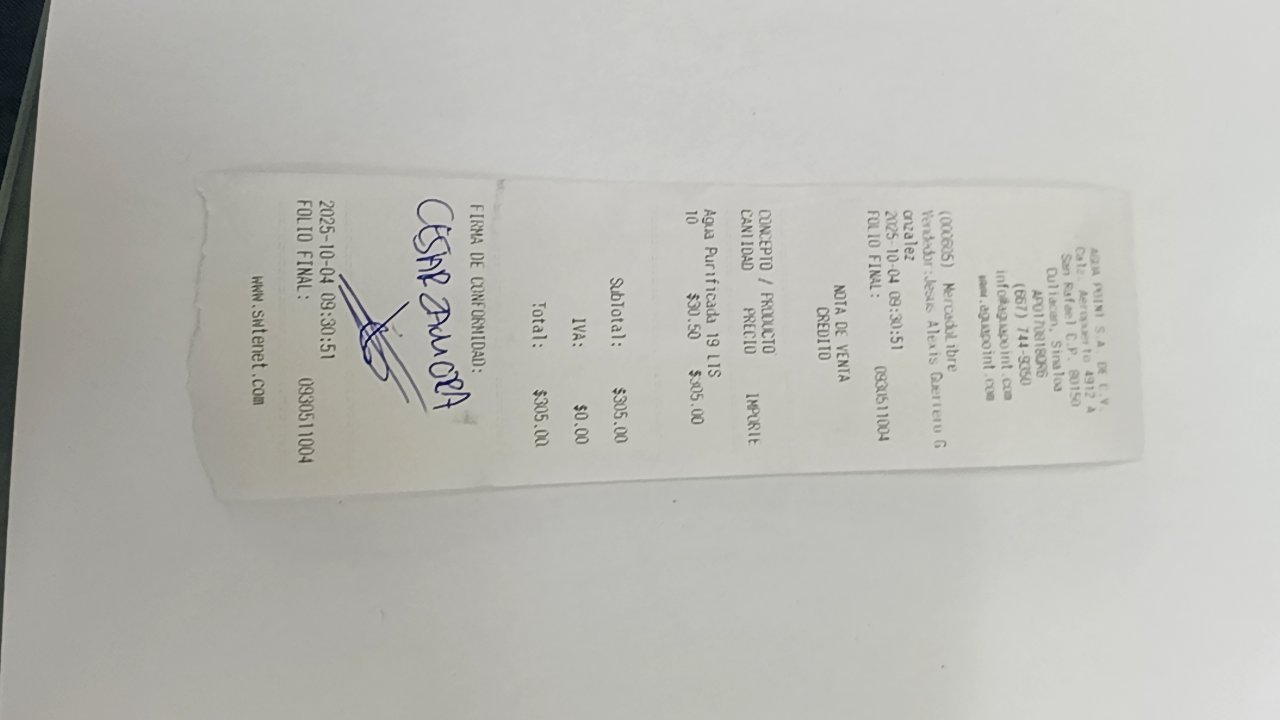 AGUA POINT S.A. DE C.V.
Calz. Aeropuerto 4912 A
San Rafael C.P. 80150
Culiacan, Sinaloa
(667) 744-9350
info@aguapoint.com
www.aguapoint.com
(000605) MercadoLibre
Vendedor:Jesus Alexis Guerrero G
onzalez
2025-10-04 09:30:51
FOLIO FINAL: 0930511004
NOTA DE VENTA
CREDITO
CONCEPTO / PRODUCTO
CANTIDAD PRECIO IMPORTE
Agua Purificada 19 LTS
10 $30.50 $305.00
Subtotal: $305.00
IVA: $0.00
Total: $305.00
FIRMA DE CONFORMIDAD:
CESAR ZAMORA
2025-10-04 09:30:51
FOLIO FINAL: 0930511004
www.swtenet.com